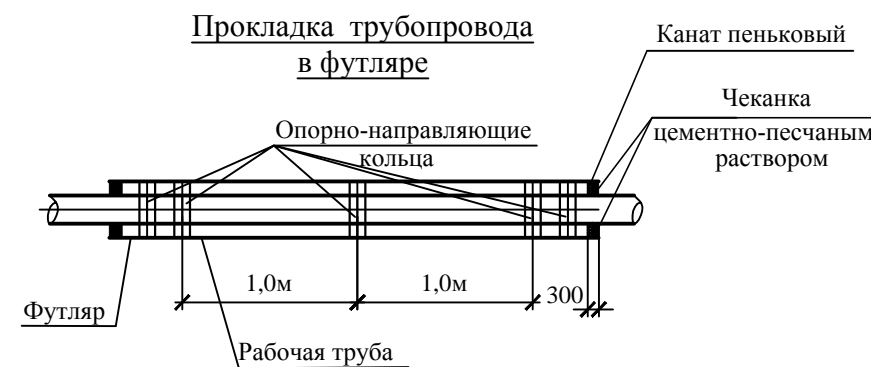 Прокладка трубопровода
в футляре
Канат пеньковый
Чеканка
цементно-песчаным
раствором
Опорно-направляющие
кольца
1,0м
1,0м
300
Футляр
Рабочая труба